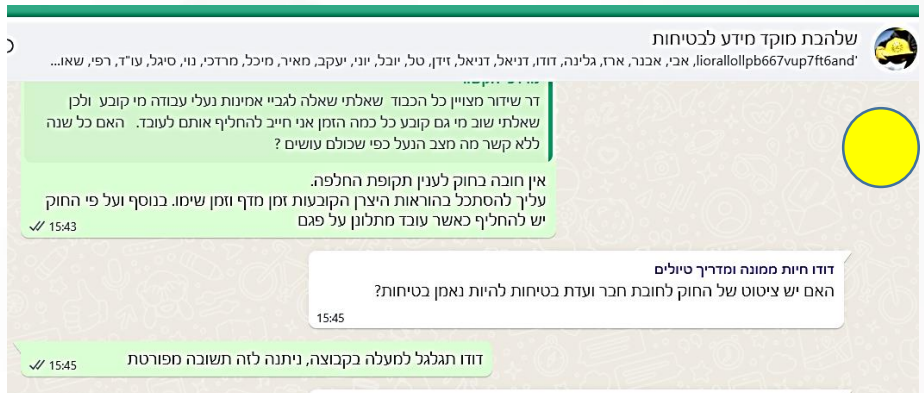 שלהבת מוקד מידע לבטיחות
'liorallollpb667vup7ft6and, אבי, אבנר, ארז, גלינה, דודו, דניאל, דניאל, זידן, טל, יובל, יוני, יעקב, מאיר, מיכל, מרדכי, נוי, סיגל, עו"ד, רפי, שאו...
דר שידור מצויין כל הכבוד שאלתי שאלה לגביי אמינות נעלי עבודה מי קובע ולכן
שאלתי שוב מי גם קובע כל כמה הזמן אני חייב להחליף אותם לעובד. האם כל שנה
ללא קשר מה מצב הנעל כפי שכולם עושים ?
אין חובה בחוק לענין תקופת החלפה.
עליך להסתכל בהוראות היצרן הקובעות זמן מדף וזמן שימו. בנוסף ועל פי החוק
יש להחליף כאשר עובד מתלונן על פגם
15:43
דודו חיות ממונה ומדריך טיולים
האם יש ציטוט של החוק לחובת חבר ועדת בטיחות להיות נאמן בטיחות?
15:45
דודו תגלגל למעלה בקבוצה, ניתנה לזה תשובה מפורטת
15:45